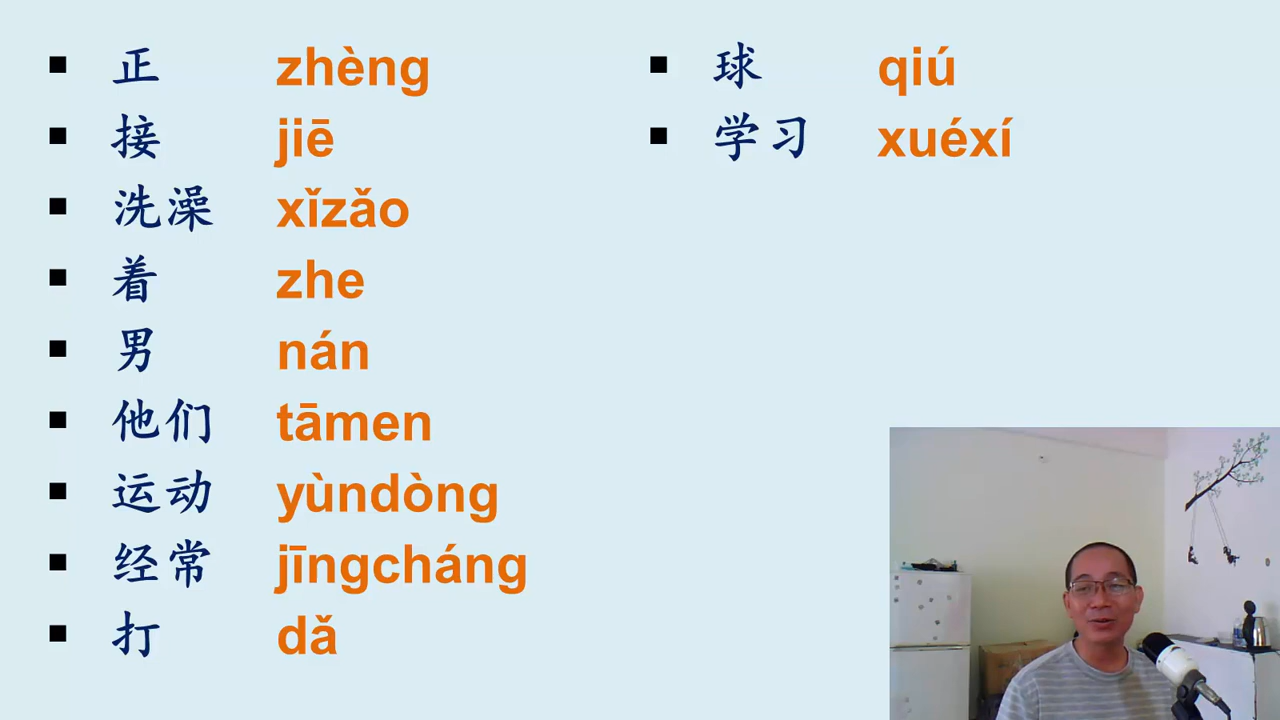 ▪ 正 zhèng
▪ 接 jiē
▪ 洗澡 xǐzǎo
▪ 着 zhe
▪ 男 nán
▪ 他们 tāmen
▪ 运动 yùndòng
▪ 经常 jīngcháng
▪ 打 dǎ
▪ 球 qiú
▪ 学习 xuéxí